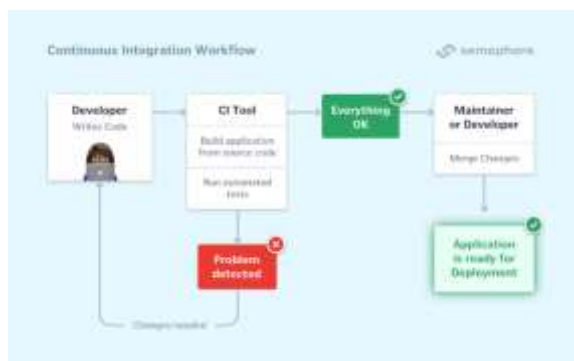 Continuous Integration Workflow
semaphore
Developer
Writes Code
CI Tool
Build application
from source code
Run automated
tests
Everything
OK
Maintainer
or Developer
Merge Changes
Problem
detected
Application
is ready for
Deployment
Changes needed